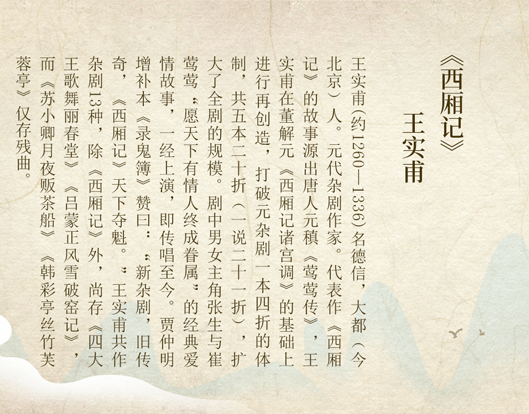 《西厢记》
王实甫
王实甫(约1260—1336)名德信，大都（今
北京）人。元代杂剧作家。代表作《西厢
记》的故事源出唐人元稹《莺莺传》，王
实甫在董解元《西厢记诸宫调》的基础上
进行再创造，打破元杂剧一本四折的体
制，共五本二十折（一说二十一折），扩
大了全剧的规模。剧中男女主角张生与崔
莺莺“愿天下有情人终成眷属”的经典爱
情故事，一经上演，即传唱至今。贾仲明
增补本《录鬼簿》赞曰：“新杂剧，旧传
奇，《西厢记》天下夺魁。”王实甫共作
杂剧13种，除《西厢记》外，尚存《四大
王歌舞丽春堂》《吕蒙正风雪破窑记》，
而《苏小卿月夜贩茶船》《韩彩亭丝竹芙
蓉亭》仅存残曲。